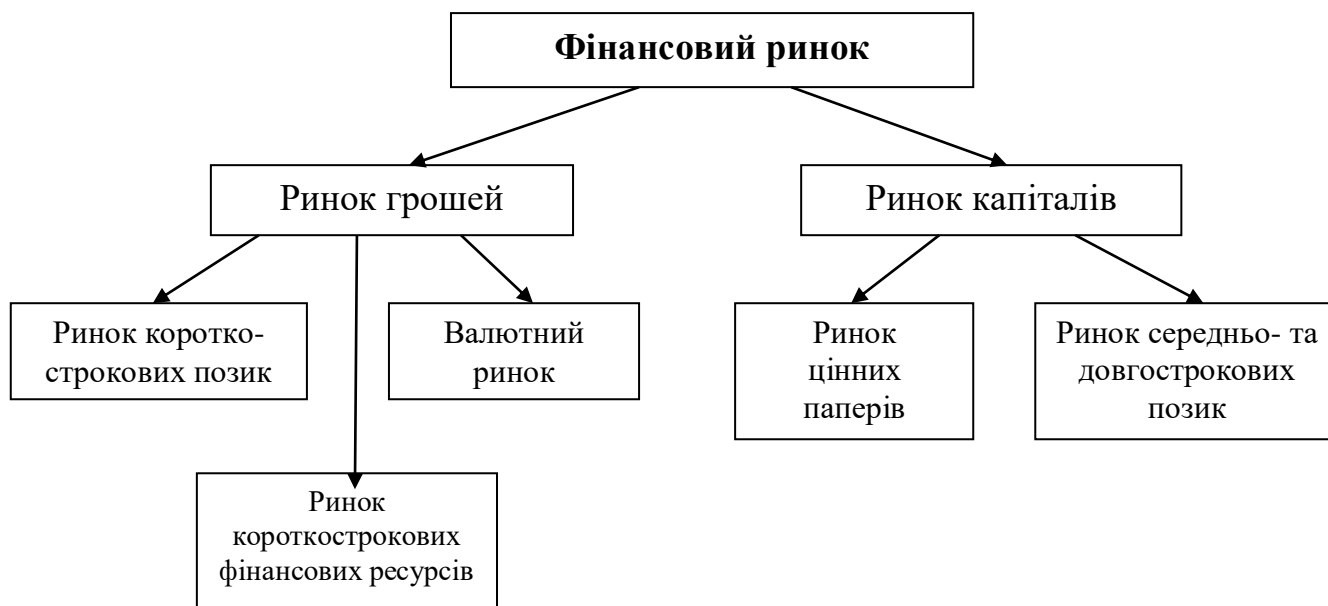 Фінансовий ринок
Ринок грошей
Ринок капіталів
Ринок коротко-
строкових позик
Валютний
ринок
Ринок
цінних
паперів
Ринок середньо- та
довгострокових
позик
Ринок
короткострокових
фінансових ресурсів